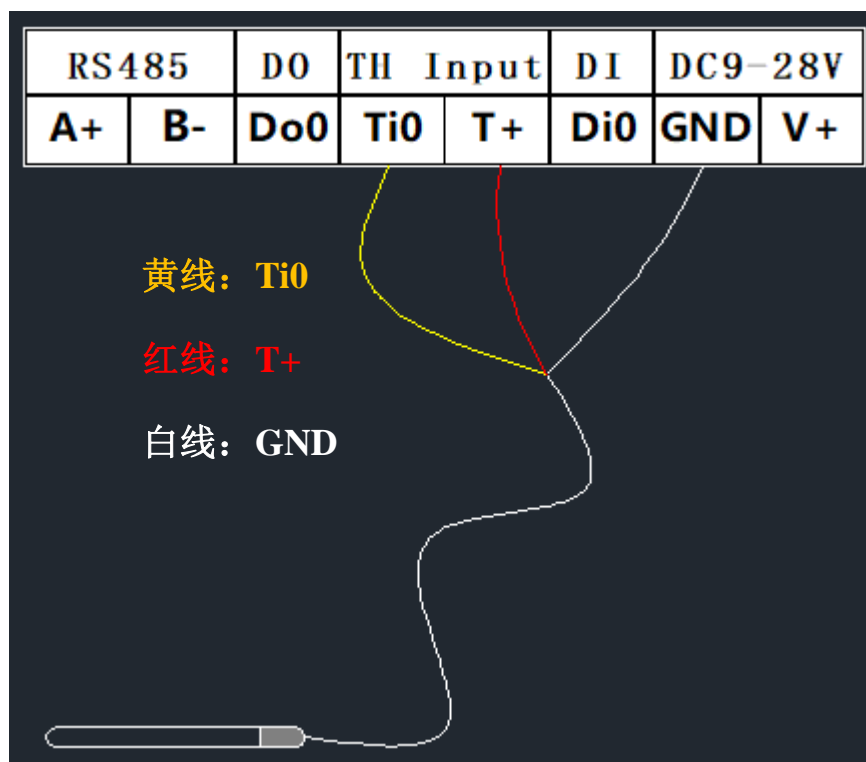 RS485 DO TH Input DI DC9-28V
A+ B- Do0 Ti0 T+ Di0 GND V+
黄线：Ti0
红线：T+
白线：GND